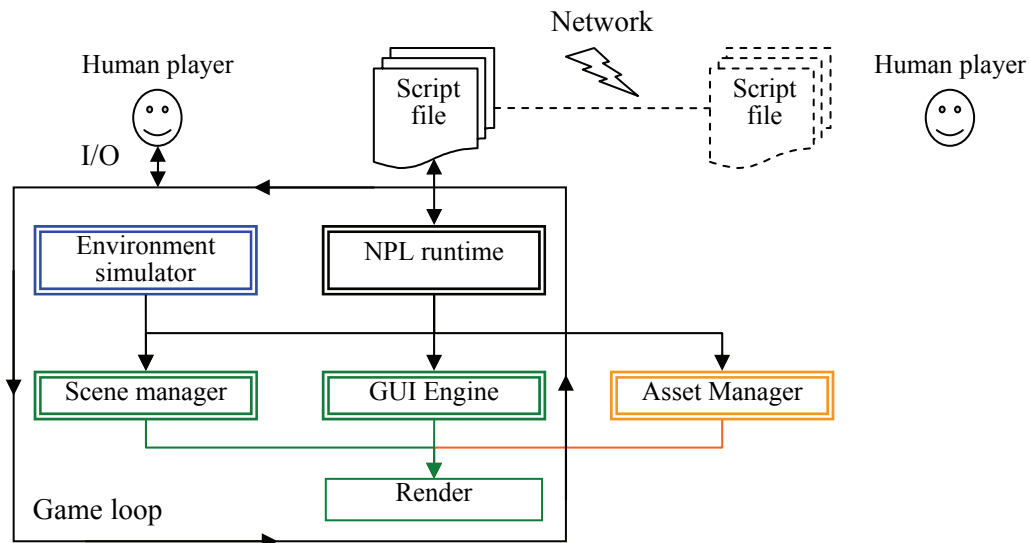 Network
Human player
Script
file
Script
file
Human player
I/O
Environment
simulator
NPL runtime
Scene manager
GUI Engine
Asset Manager
Render
Game loop